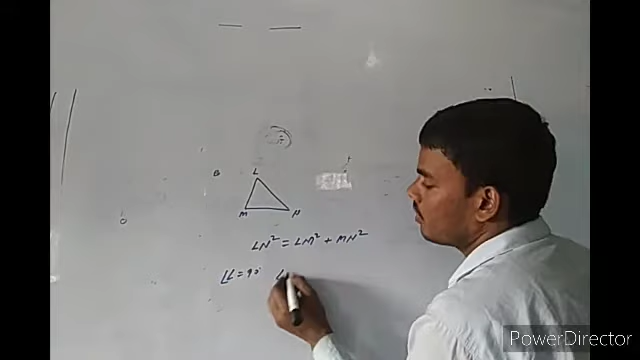 B L
M N
LN² = LM² + MN²
∠L = 90° L
PowerDirector